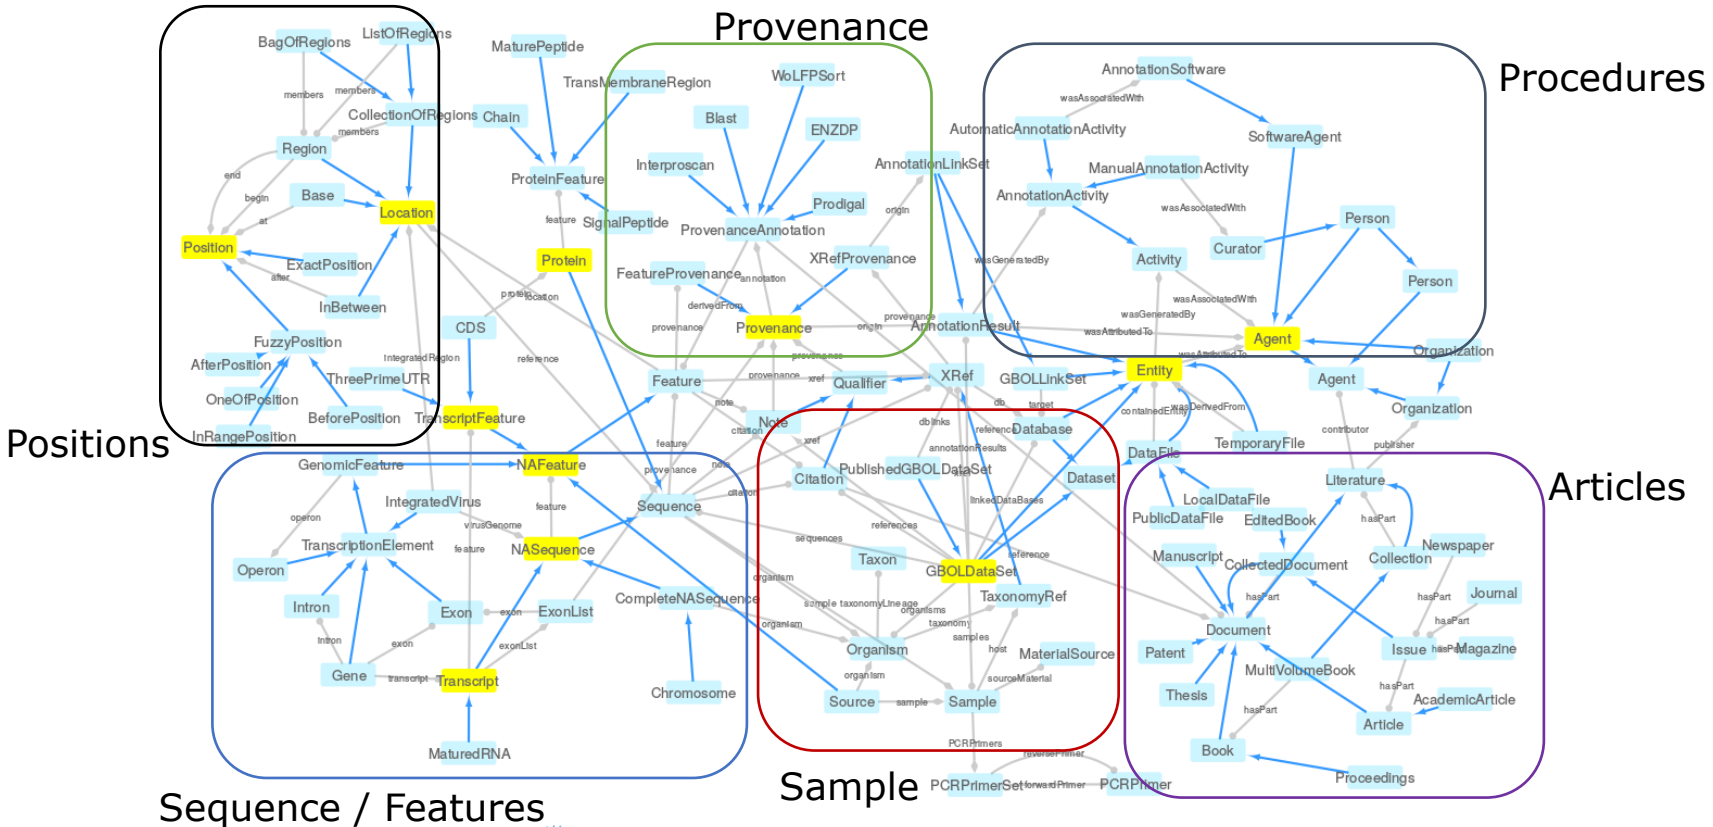 Provenance
Procedures
Positions
Articles
Sample
Sequence / Features
BagOfRegions
ListOfRegions
members
members
CollectionOfRegions
members
Region
end
begin
Base
at
Location
Position
ExactPosition
after
InBetween
FuzzyPosition
AfterPosition
ThreePrimeUTR
OneOfPosition
BeforePosition
InRangePosition
integratedRegion
MaturePeptide
TransMembraneRegion
Chain
ProteinFeature
feature
SignalPeptide
Protein
protein
location
CDS
reference
TranscriptFeature
WoLFPSort
Blast
ENZDP
Interproscan
Prodigal
ProvenanceAnnotation
XRefProvenance
FeatureProvenance
annotation
derivedFrom
Provenance
provenance
origin
origin
provenance
provenance
AnnotationLinkSet
AnnotationResult
wasGeneratedBy
AnnotationSoftware
wasAssociatedWith
AutomaticAnnotationActivity
SoftwareAgent
ManualAnnotationActivity
AnnotationActivity
wasAssociatedWith
Person
Curator
Activity
Person
wasAssociatedWith
wasGeneratedBy
wasAttributedTo
Agent
wasAttributedTo
Organization
Entity
Agent
Organization
GBOLLinkSet
target
containedEntity
wasDerivedFrom
TemporaryFile
contributor
publisher
Feature
provenance
xref
Qualifier
XRef
note
Note
citation
xref
db
dblinks
reference
Database
annotationResults
xref
DataFile
Dataset
feature
provenance
note
Sequence
citation
Citation
PublishedGBOLDataSet
linkedDataBases
references
sequences
reference
LocalDataFile
PublicDataFile
GenomicFeature
NAFeature
IntegratedVirus
operon
virusGenome
feature
TranscriptionElement
feature
NASequence
Operon
Intron
Exon
exon
ExonList
intron
exon
exonList
Gene
transcript
Transcript
MaturedRNA
CompleteNASequence
Chromosome
organism
organism
Taxon
GBOLDataSet
TaxonomyRef
sample
taxonomyLineage
organisms
taxonomy
samples
Organism
host
MaterialSource
sourceMaterial
organism
Source
sample
Sample
PCRPrimers
reversePrimer
PCRPrimerSet
forwardPrimer
PCRPrimer
Literature
EditedBook
hasPart
Manuscript
CollectedDocument
Collection
Newspaper
hasPart
hasPart
Journal
Document
hasPart
Patent
Issue
hasPart
Magazine
MultiVolumeBook
Thesis
hasPart
hasPart
AcademicArticle
Article
Book
Proceedings